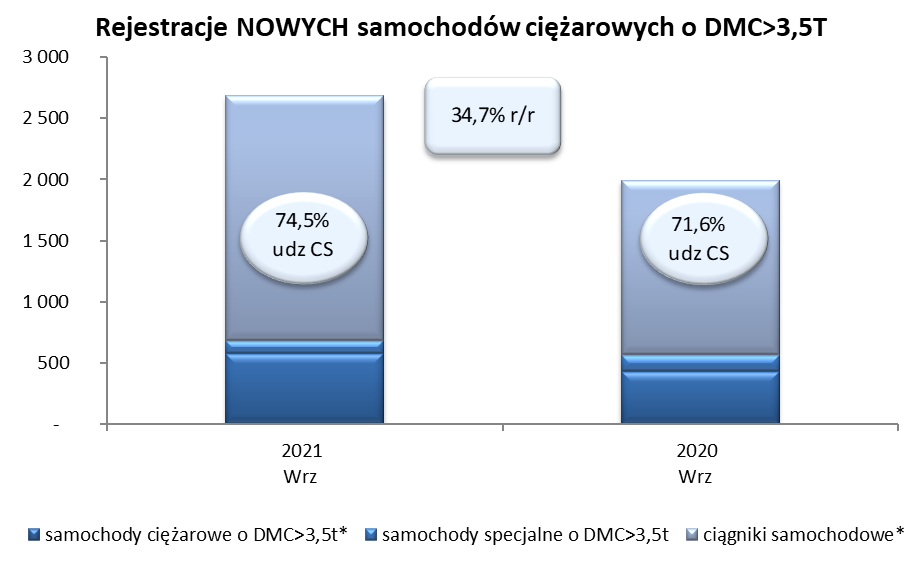 Rejestracje NOWYCH samochodów ciężarowych o DMC>3,5T
3 000
2 500
2 000
1 500
1 000
500
-
34,7% r/r
74,5%
udz CS
71,6%
udz CS
2021
Wrz
2020
Wrz
samochody ciężarowe o DMC>3,5t*
samochody specjalne o DMC>3,5t
ciągniki samochodowe*